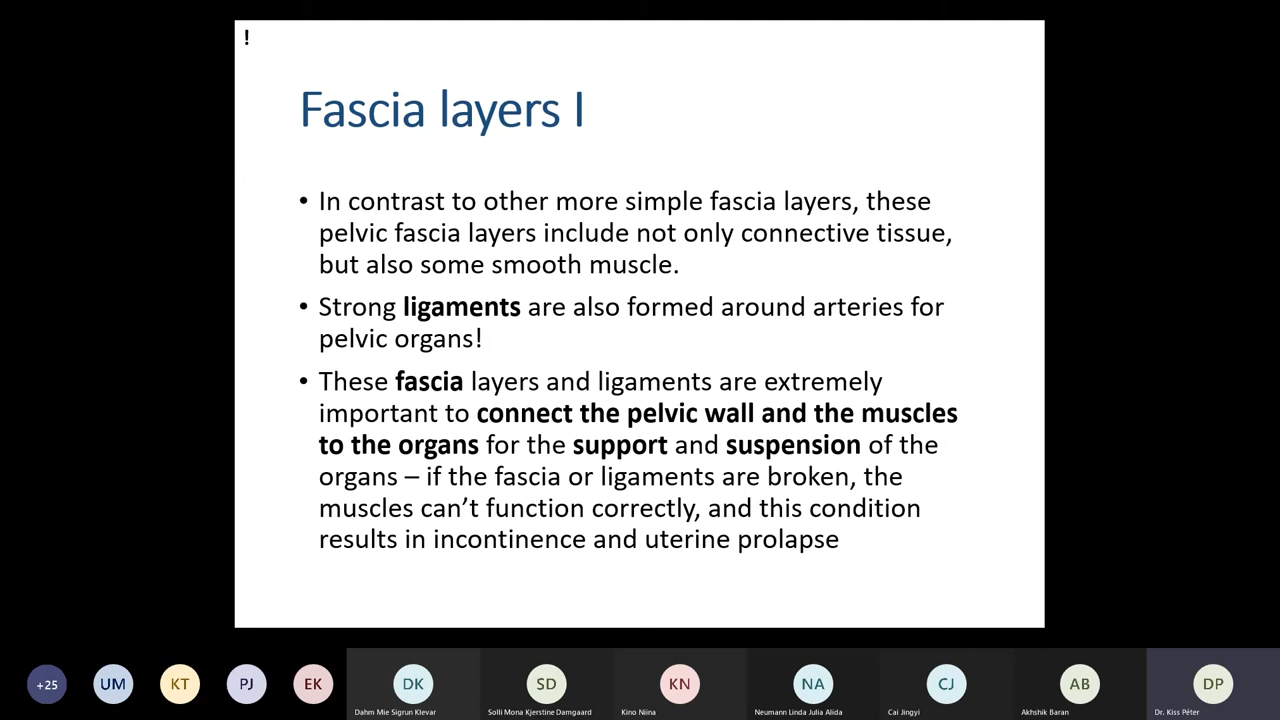 !
Fascia layers I
• In contrast to other more simple fascia layers, these
pelvic fascia layers include not only connective tissue,
but also some smooth muscle.
• Strong ligaments are also formed around arteries for
pelvic organs!
• These fascia layers and ligaments are extremely
important to connect the pelvic wall and the muscles
to the organs for the support and suspension of the
organs – if the fascia or ligaments are broken, the
muscles can’t function correctly, and this condition
results in incontinence and uterine prolapse
+25 UM KT PJ EK DK SD KN NA CJ AB DP
Dahm Mie Sigrun Klevar Solli Mona Kjerstine Damgaard Kino Niina Neumann Linda Julia Alida Cai Jingyi Akhshik Baran Dr. Kiss Péter